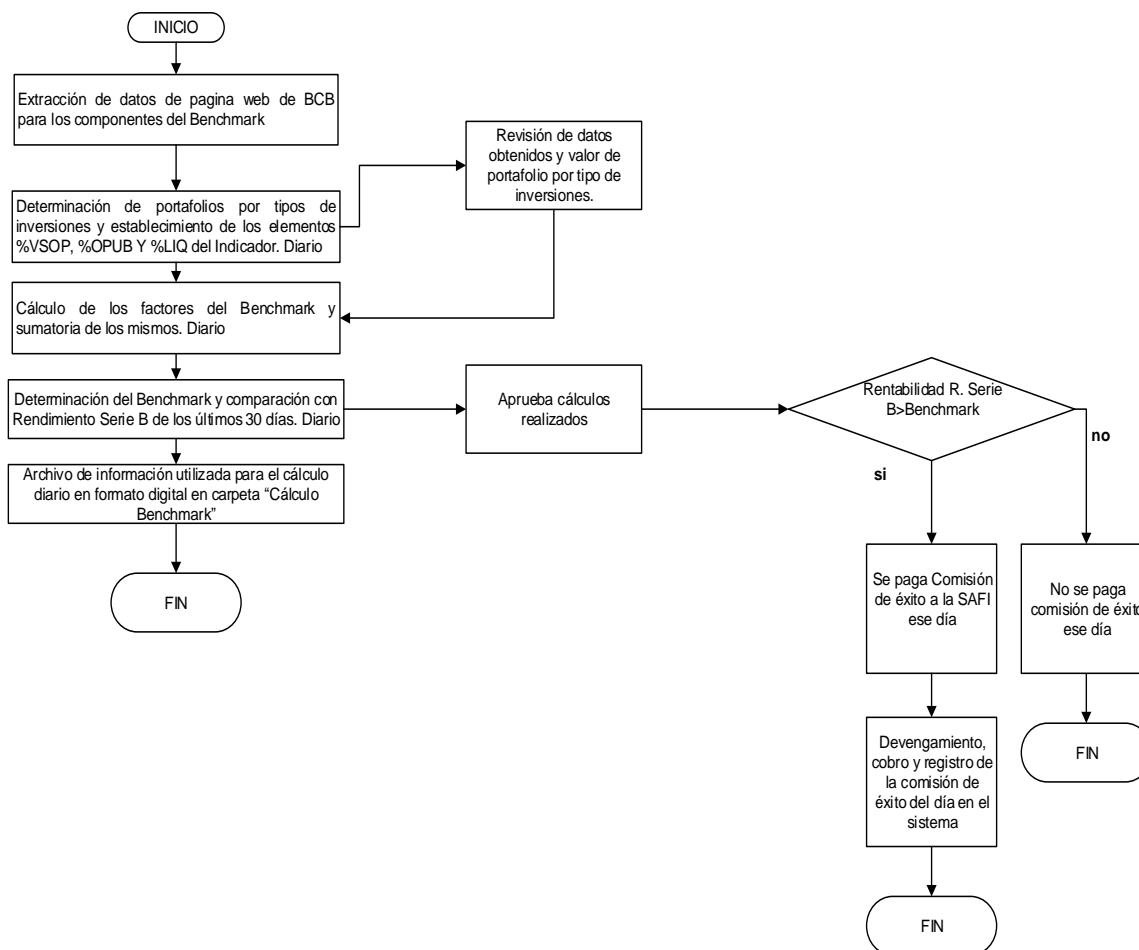 INICIO
Extracción de datos de pagina web de BCB
para los componentes del Benchmark
Revisión de datos
obtenidos y valor de
portafolio por tipo de
inversiones.
Determinación de portafolios por tipos de
inversiones y establecimiento de los elementos
%VSOP, %OPUB Y %LIQ del Indicador. Diario
Cálculo de los factores del Benchmark y
sumatoria de los mismos. Diario
Determinación del Benchmark y comparación con
Rendimiento Serie B de los últimos 30 días. Diario
Aprueba cálculos
realizados
Rentabilidad R. Serie
B>Benchmark
si
no
Archivo de información utilizada para el cálculo
diario en formato digital en carpeta “Cálculo
Benchmark”
FIN
Se paga Comisión
de éxito a la SAFI
ese día
No se paga
comisión de éxito
ese día
Devengamiento,
cobro y registro de
la comisión de
éxito del día en el
sistema
FIN
FIN